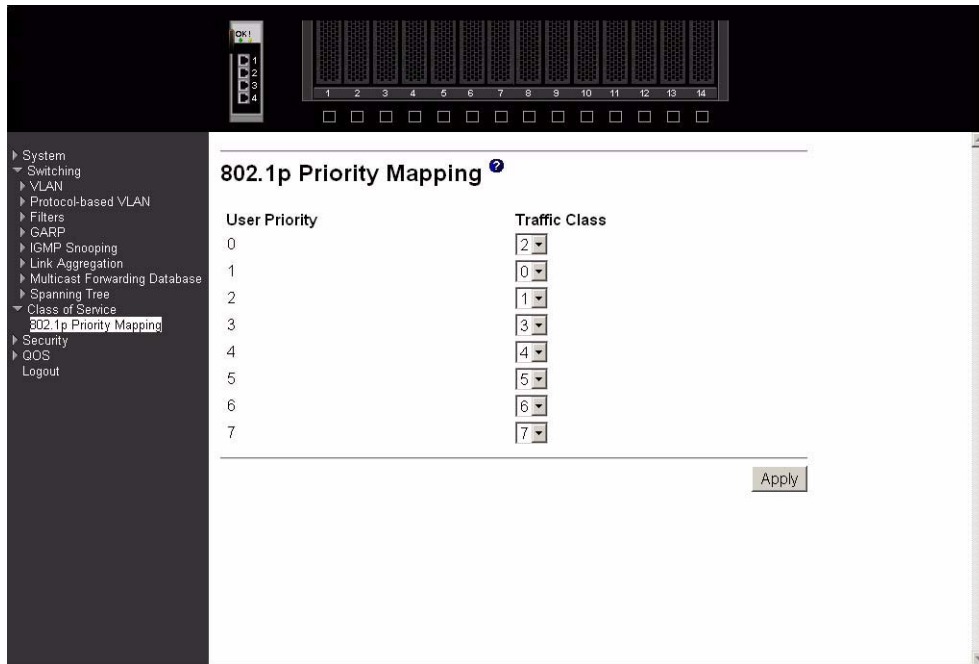 OK!
1
2
3
4
1 2 3 4 5 6 7 8 9 10 11 12 13 14
System
Switching
VLAN
Protocol-based VLAN
Filters
GARP
IGMP Snooping
Link Aggregation
Multicast Forwarding Database
Spanning Tree
Class of Service
802.1p Priority Mapping
Security
QOS
Logout
802.1p Priority Mapping ?
User Priority Traffic Class
0 2
1 0
2 1
3 3
4 4
5 5
6 6
7 7
Apply